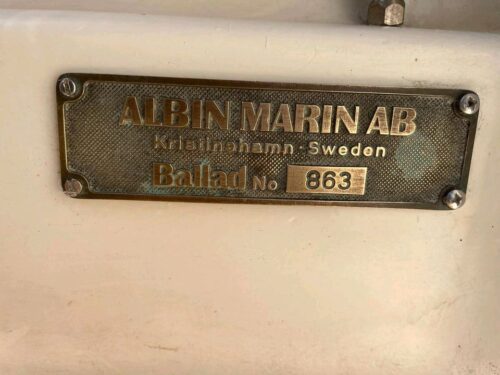 ALBIN MARIN AB
Kristinehamn-Sweden
Ballad No 863